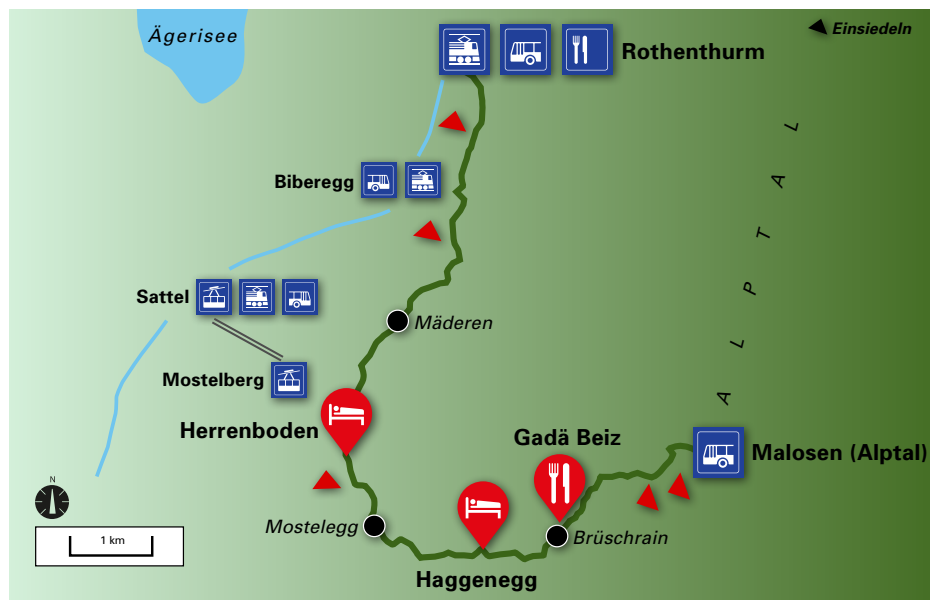 Ägerisee
Einsiedeln
Rothenthurm
Biberegg
ALPTAL
Sattel
Mäderen
Mostelberg
Herrenboden
Gadä Beiz
Malosen (Alptal)
N
Mostelegg
Brüschrain
1 km
Haggenegg